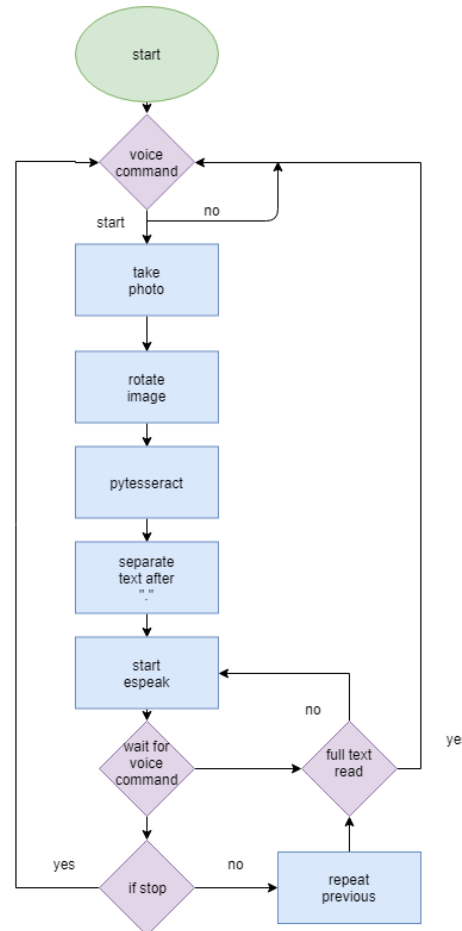 start
voice
command
no
start
take
photo
rotate
image
pytesseract
separate
text after
"."
start
espeak
no
wait for
voice
command
full text
read
ye
yes
no
if stop
repeat
previous